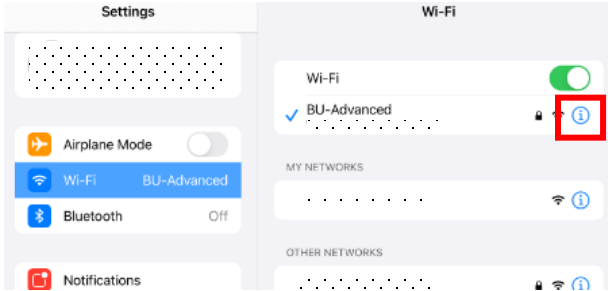 Settings
Airplane Mode
Wi-Fi BU-Advanced
Bluetooth Off
Notifications
Wi-Fi
Wi-Fi
BU-Advanced
MY NETWORKS
OTHER NETWORKS